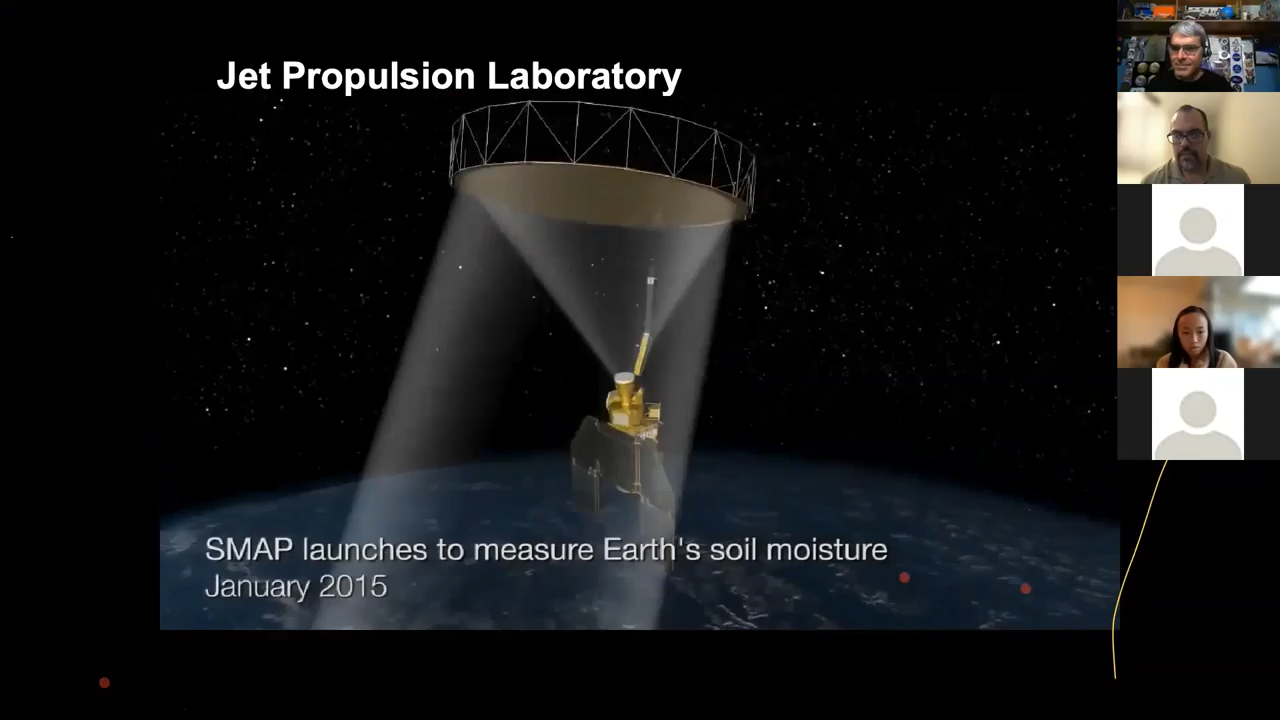 Jet Propulsion Laboratory
SMAP launches to measure Earth's soil moisture
January 2015